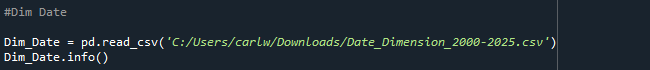 #Dim Date
Dim_Date = pd.read_csv('C:/Users/carlw/Downloads/Date_Dimension_2000-2025.csv')
Dim_Date.info()